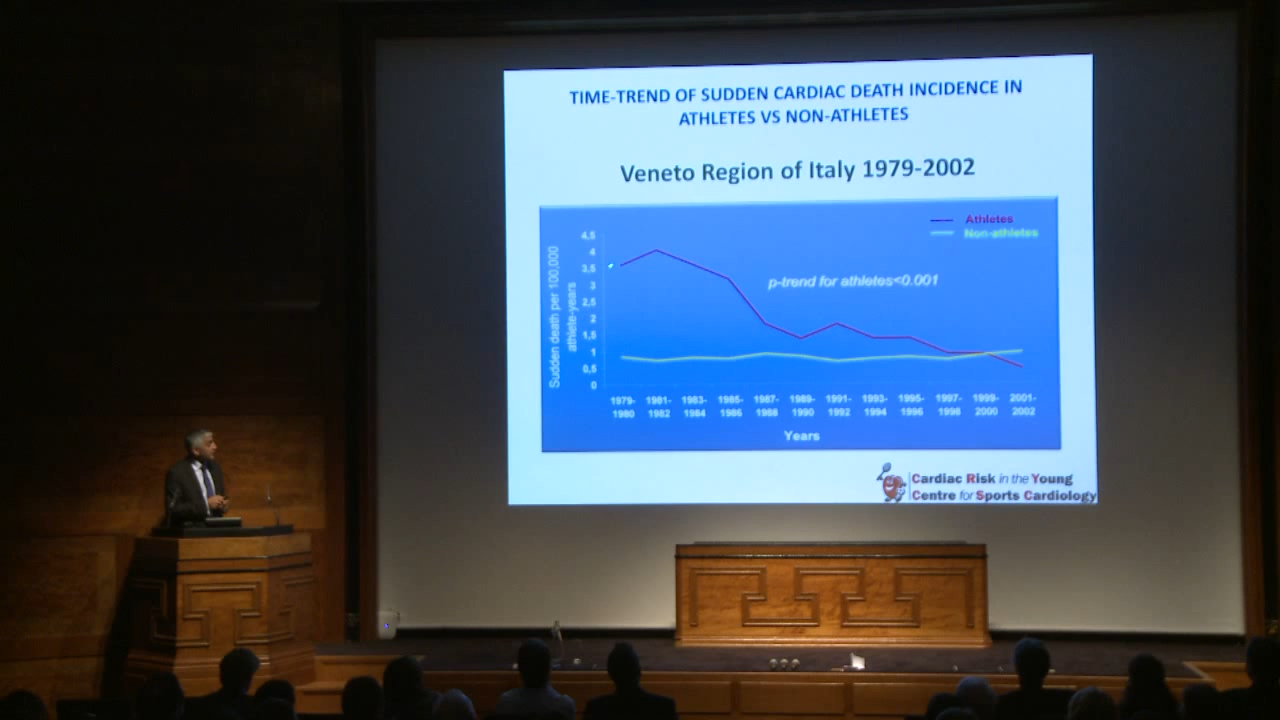 TIME-TREND OF SUDDEN CARDIAC DEATH INCIDENCE IN
ATHLETES VS NON-ATHLETES
Veneto Region of Italy 1979-2002
Athletes
Non-athletes
p-trend for athletes<0.001
Sudden death per 100,000
athlete-years
4,5
4
3,5
3
2,5
2
1,5
1
0,5
0
1979- 1981- 1983- 1985- 1987- 1989- 1991- 1993- 1995- 1997- 1999- 2001-
1980 1982 1984 1986 1988 1990 1992 1994 1996 1998 2000 2002
Years
Cardiac Risk in the Young
Centre for Sports Cardiology